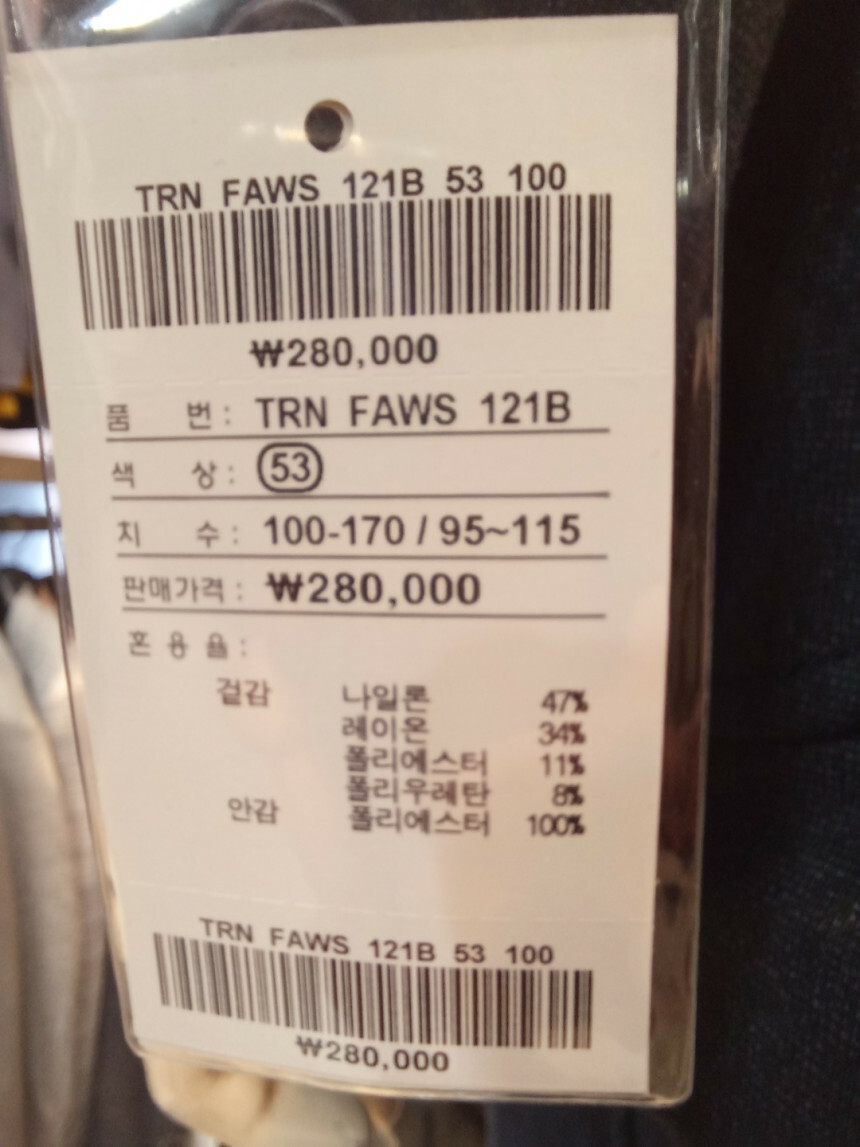 TRN FAWS 121B 53 100
₩280,000
품 번 : TRN FAWS 121B
색 상 : 53
치 수 : 100-170 / 95~115
판매가격 : ₩280,000
혼 용 율 :
겉감 나일론 47%
레이온 34%
폴리에스터 11%
폴리우레탄 8%
안감 폴리에스터 100%
TRN FAWS 121B 53 100
₩280,000